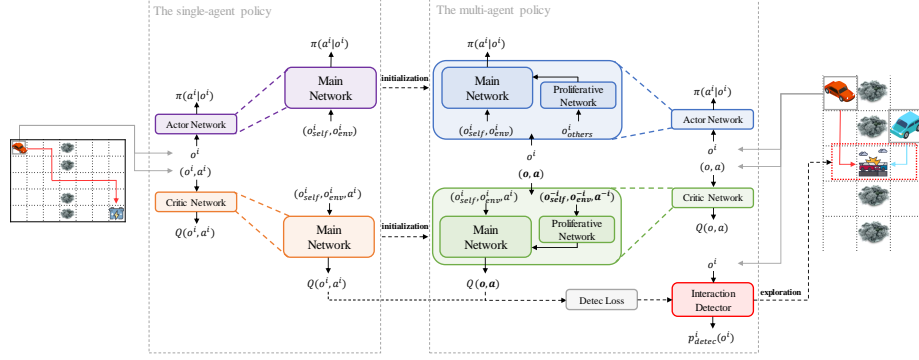 The single-agent policy
The multi-agent policy
π(a^i|o^i)
Main
Network
(o^i_self, o^i_env)
π(a^i|o^i)
Actor Network
o^i
(o^i, a^i)
Critic Network
Q(o^i, a^i)
(o^i_self, o^i_env, a^i)
Main
Network
Q(o^i, a^i)
initialization
initialization
π(a^i|o^i)
Main
Network
Proliferative
Network
(o^i_self, o^i_env)
o^i_others
o^i
(o, a)
(o^i_self, o^i_env, a^i)
(o^-i_self, o^-i_env, a^-i)
Main
Network
Proliferative
Network
Q(o, a)
π(a^i|o^i)
Actor Network
o^i
(o, a)
Critic Network
Q(o, a)
o^i
Detec Loss
Interaction
Detector
exploration
p^i_detec(o^i)